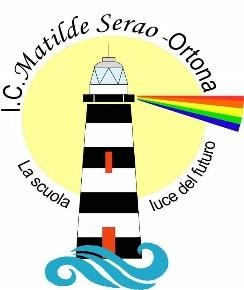 I.C. Matilde Serao - Ortona
La scuola luce del futuro